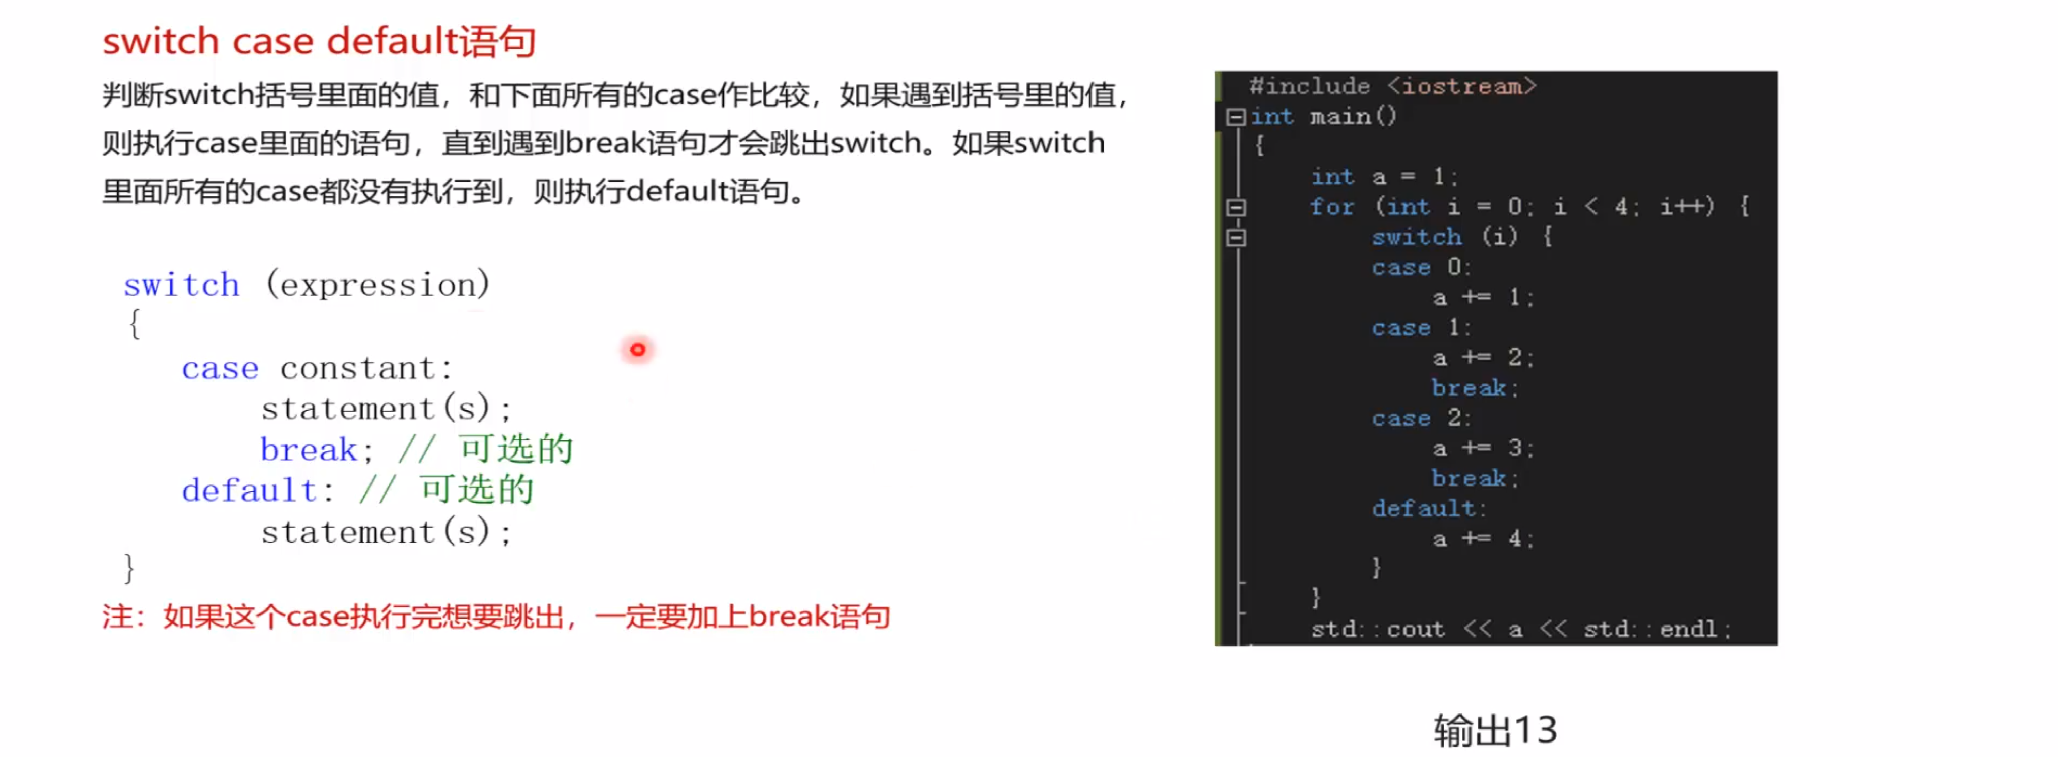 switch case default语句
判断switch括号里面的值，和下面所有的case作比较，如果遇到括号里的值，
则执行case里面的语句，直到遇到break语句才会跳出switch。如果switch
里面所有的case都没有执行到，则执行default语句。
switch (expression)
{
case constant:
statement(s);
break; // 可选的
default: // 可选的
statement(s);
}
注：如果这个case执行完想要跳出，一定要加上break语句
#include <iostream>
int main()
{
int a = 1;
for (int i = 0; i < 4; i++) {
switch (i) {
case 0:
a += 1;
case 1:
a += 2;
break;
case 2:
a += 3;
break;
default:
a += 4;
}
}
std::cout << a << std::endl;
输出13